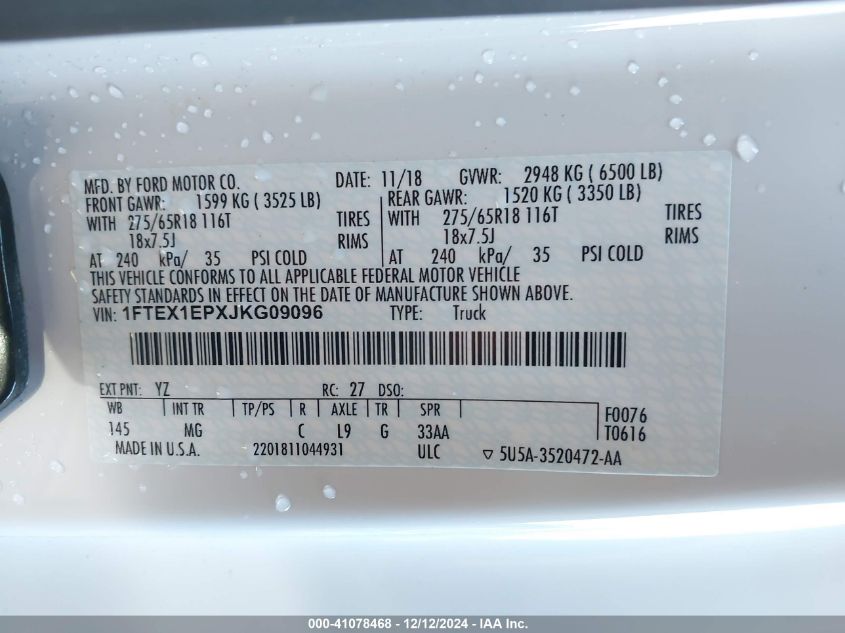 MFD. BY FORD MOTOR CO. DATE: 11/18 GVWR: 2948 KG ( 6500 LB)
FRONT GAWR: 1599 KG ( 3525 LB) REAR GAWR: 1520 KG ( 3350 LB)
WITH 275/65R18 116T TIRES WITH 275/65R18 116T TIRES
18x7.5J RIMS 18x7.5J RIMS
AT 240 kPa/ 35 PSI COLD AT 240 kPa/ 35 PSI COLD
THIS VEHICLE CONFORMS TO ALL APPLICABLE FEDERAL MOTOR VEHICLE
SAFETY STANDARDS IN EFFECT ON THE DATE OF MANUFACTURE SHOWN ABOVE.
VIN: 1FTEX1EPXJKG09096 TYPE: Truck
EXT PNT: YZ RC: 27 DSO:
WB INT TR TP/PS R AXLE TR SPR F0076
145 MG C L9 G 33AA T0616
MADE IN U.S.A. 2201811044931 ULC ▽ 5U5A-3520472-AA
000-41078468 - 12/12/2024 - IAA Inc.